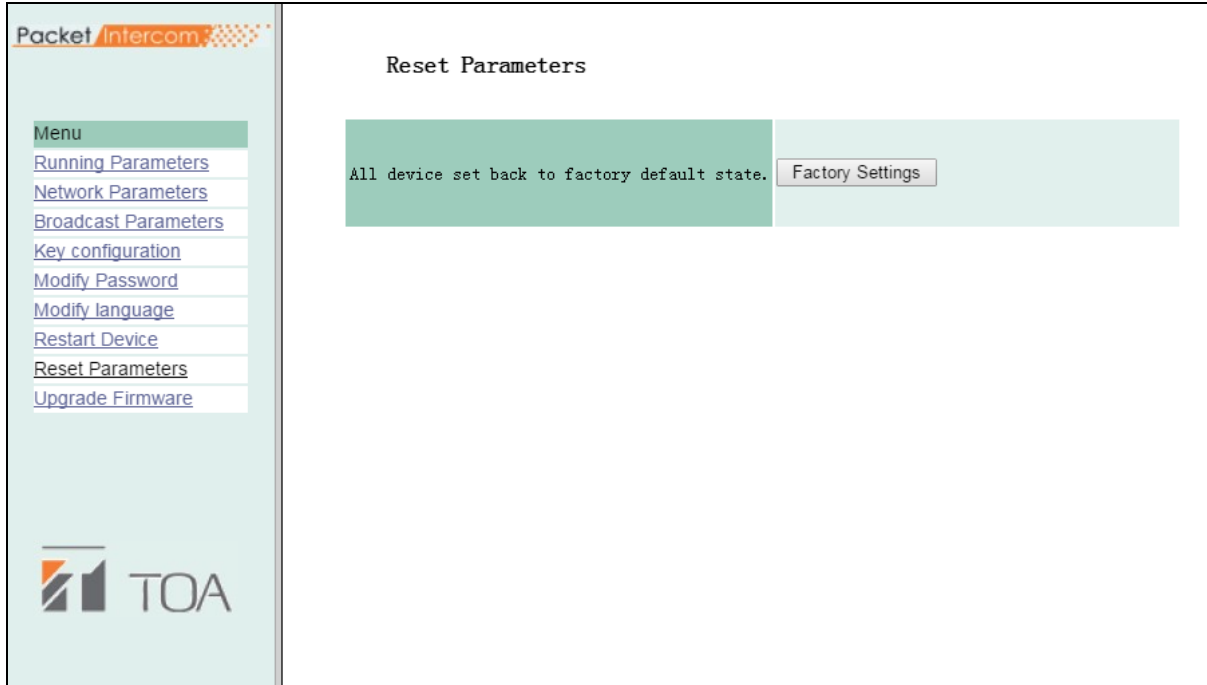 Packet Intercom
Menu
Running Parameters
Network Parameters
Broadcast Parameters
Key configuration
Modify Password
Modify language
Restart Device
Reset Parameters
Upgrade Firmware
TOA
Reset Parameters
All device set back to factory default state.
Factory Settings